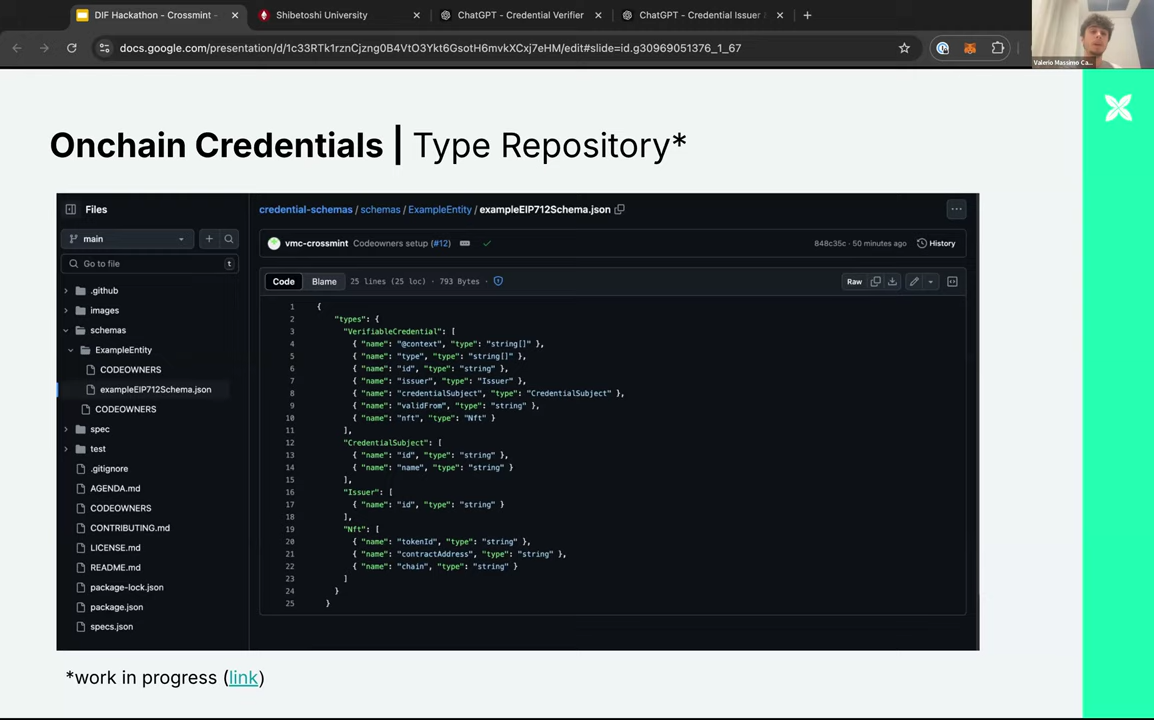 DIF Hackathon - Crossmint -
Shibetoshi University
ChatGPT - Credential Verifier
ChatGPT - Credential Issuer
docs.google.com/presentation/d/1c33RTk1rznCjzng0B4VtO3Ykt6GsotH6mvkXCxj7eHM/edit#slide=id.g30969051376_1_67
Valerio Massimo Ca...
Onchain Credentials | Type Repository*
Files
main
Go to file
t
.github
images
schemas
ExampleEntity
CODEOWNERS
exampleEIP712Schema.json
CODEOWNERS
spec
test
.gitignore
AGENDA.md
CODEOWNERS
CONTRIBUTING.md
LICENSE.md
README.md
package-lock.json
package.json
specs.json
credential-schemas / schemas / ExampleEntity / exampleEIP712Schema.json
vmc-crossmint Codeowners setup (#12)
848c35c · 50 minutes ago
History
Code
Blame
25 lines (25 loc) · 793 Bytes
Raw
1 {
2 "types": {
3 "VerifiableCredential": [
4 { "name": "@context", "type": "string[]" },
5 { "name": "type", "type": "string[]" },
6 { "name": "id", "type": "string" },
7 { "name": "issuer", "type": "Issuer" },
8 { "name": "credentialSubject", "type": "CredentialSubject" },
9 { "name": "validFrom", "type": "string" },
10 { "name": "nft", "type": "Nft" }
11 ],
12 "CredentialSubject": [
13 { "name": "id", "type": "string" },
14 { "name": "name", "type": "string" }
15 ],
16 "Issuer": [
17 { "name": "id", "type": "string" }
18 ],
19 "Nft": [
20 { "name": "tokenId", "type": "string" },
21 { "name": "contractAddress", "type": "string" },
22 { "name": "chain", "type": "string" }
23 ]
24 }
25 }
*work in progress (link)